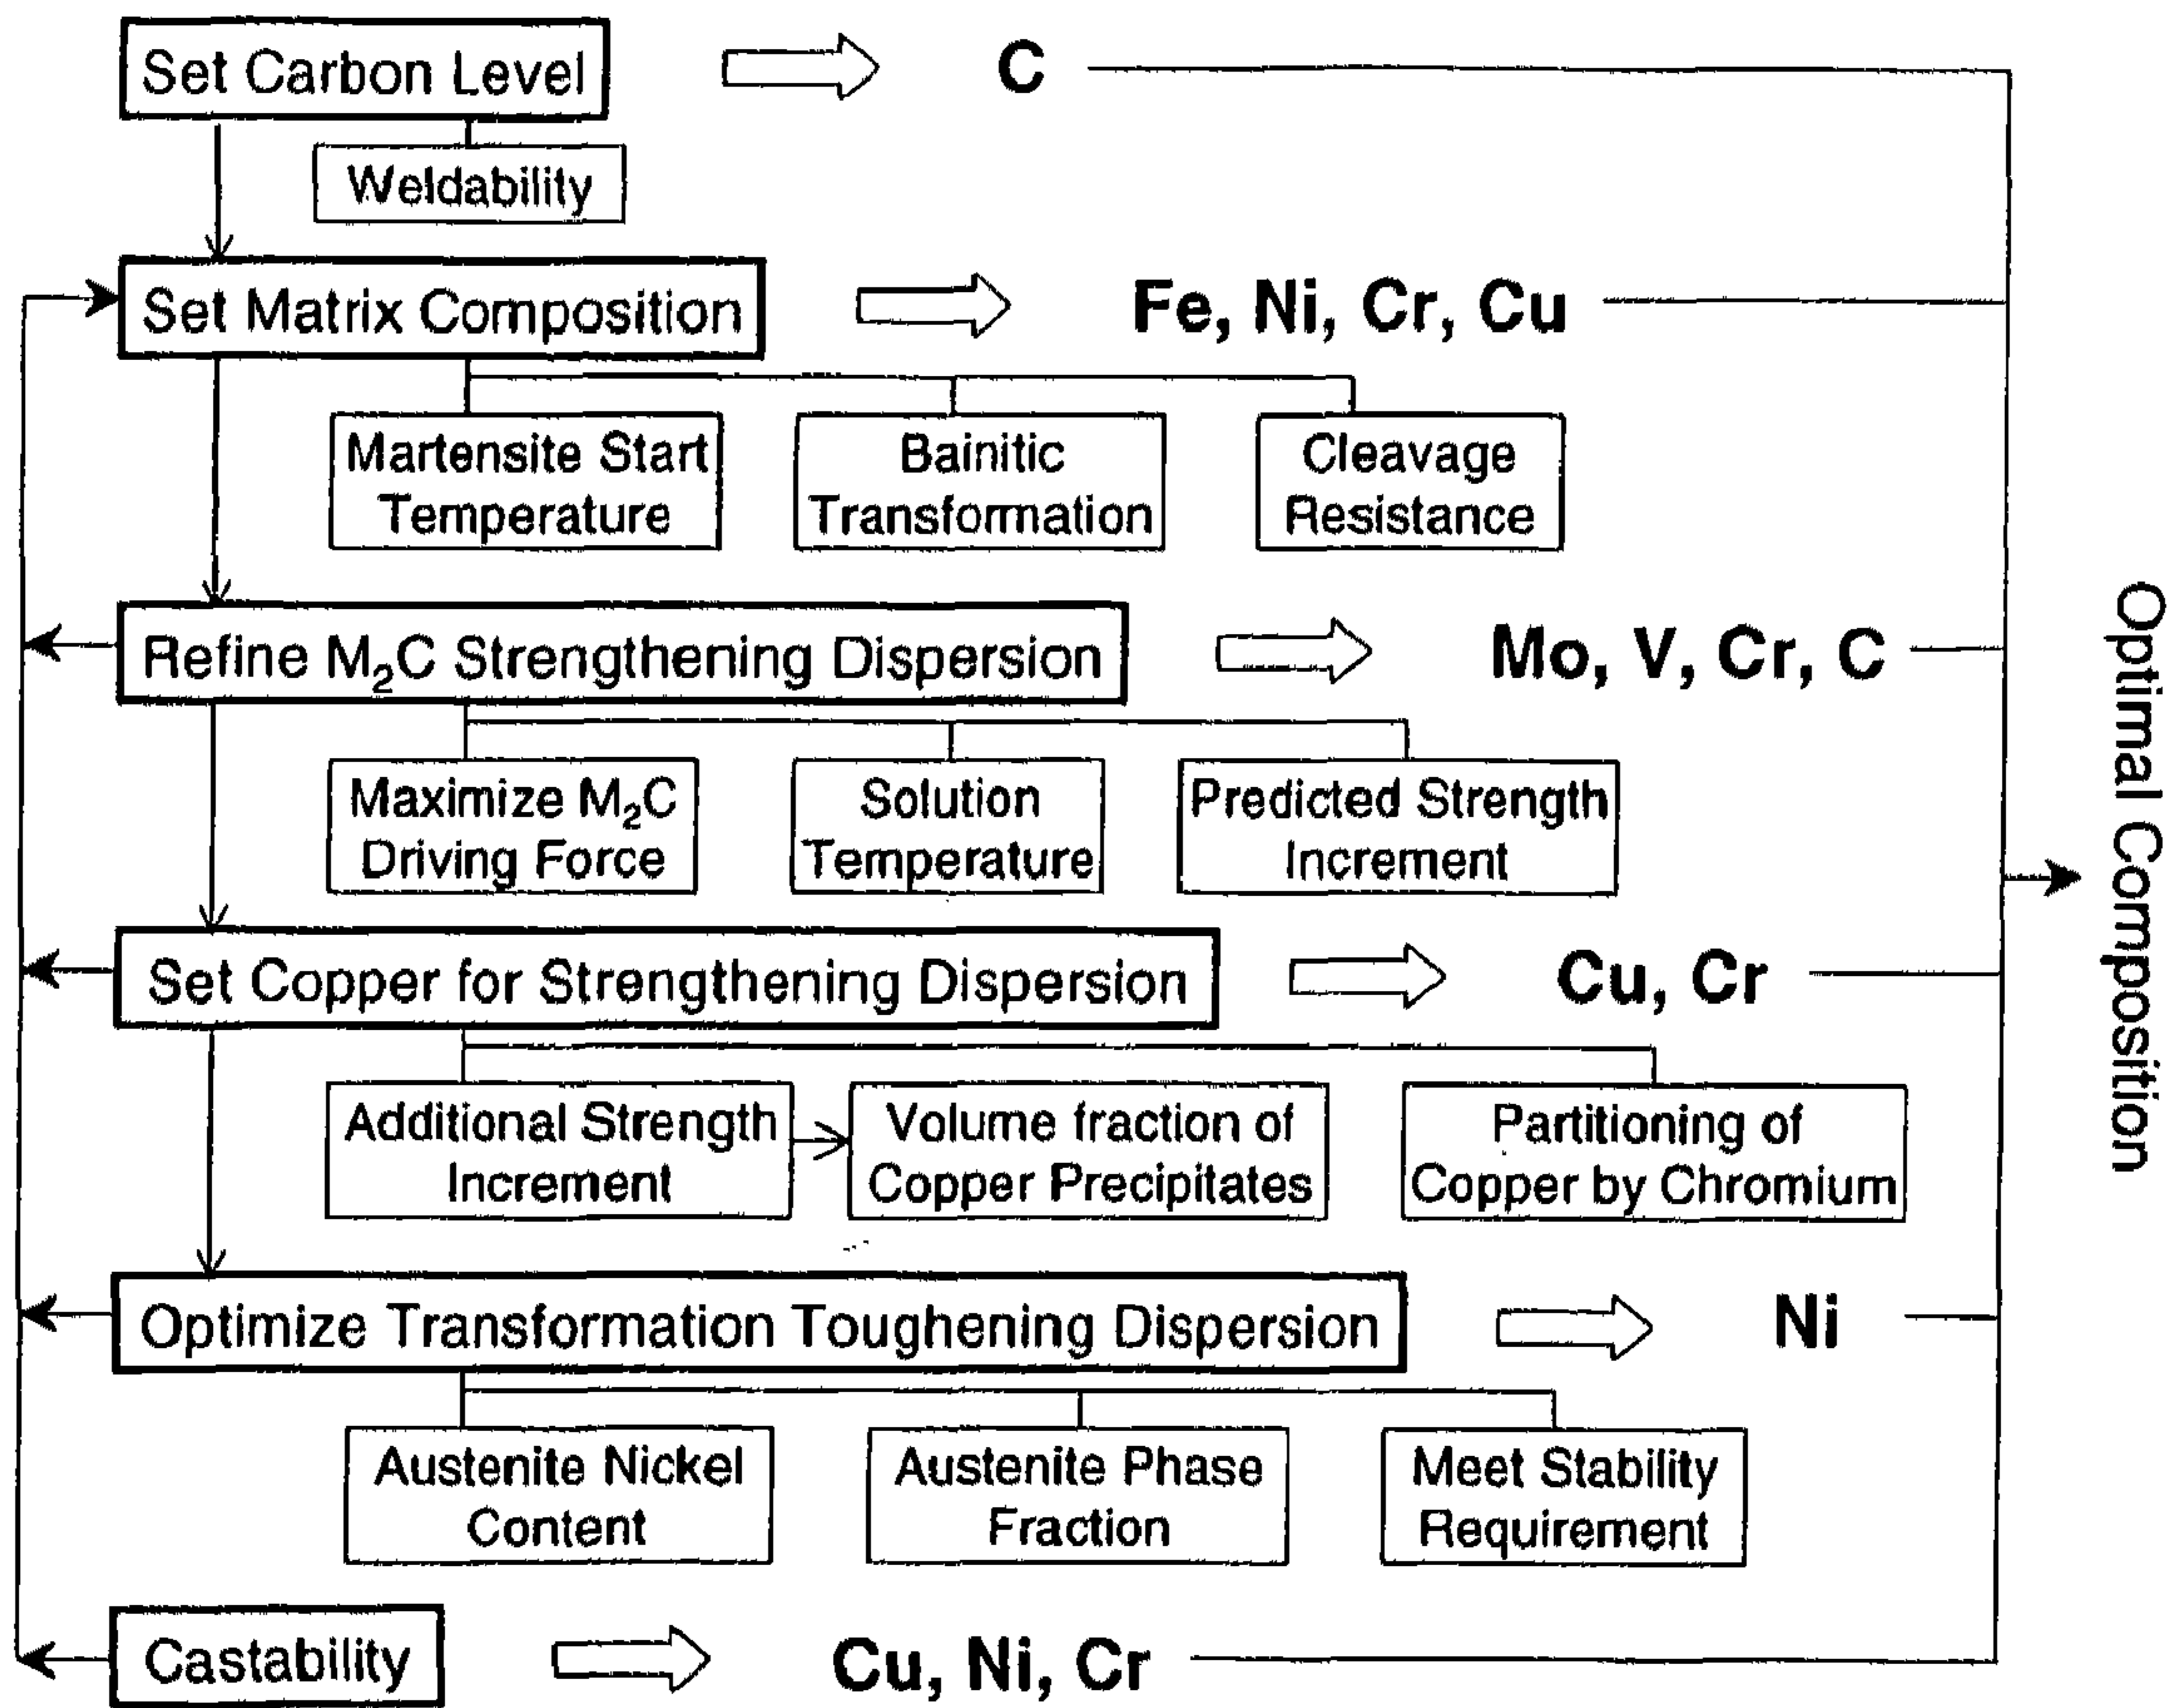 Set Carbon Level
C
Weldability
Set Matrix Composition
Fe, Ni, Cr, Cu
Martensite Start
Temperature
Bainitic
Transformation
Cleavage
Resistance
Refine M₂C Strengthening Dispersion
Mo, V, Cr, C
Maximize M₂C
Driving Force
Solution
Temperature
Predicted Strength
Increment
Set Copper for Strengthening Dispersion
Cu, Cr
Additional Strength
Increment
Volume fraction of
Copper Precipitates
Partitioning of
Copper by Chromium
Optimize Transformation Toughening Dispersion
Ni
Austenite Nickel
Content
Austenite Phase
Fraction
Meet Stability
Requirement
Castability
Cu, Ni, Cr
Optimal Composition